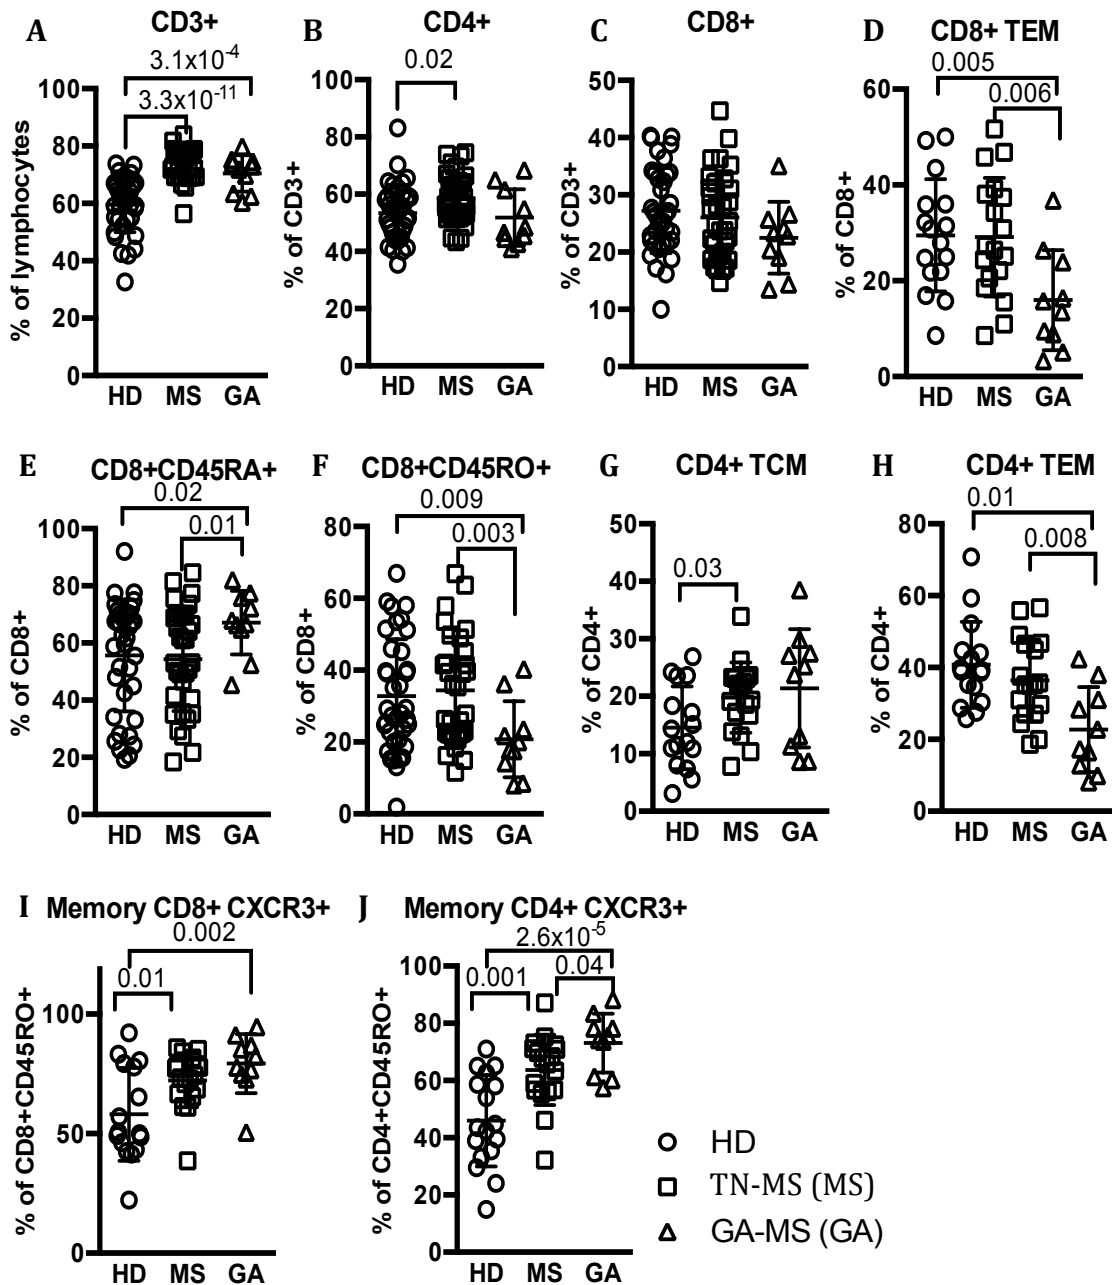 A CD3+
3.1x10-4
3.3x10-11
% of lymphocytes
100
80
60
40
20
0
HD MS GA
B CD4+
0.02
% of CD3+
100
80
60
40
20
0
HD MS GA
C CD8+
% of CD3+
50
40
30
20
10
0
HD MS GA
D CD8+ TEM
0.005
0.006
% of CD8+
60
40
20
0
HD MS GA
E CD8+CD45RA+
0.02
0.01
% of CD8+
100
80
60
40
20
0
HD MS GA
F CD8+CD45RO+
0.009
0.003
% of CD8+
80
60
40
20
0
HD MS GA
G CD4+ TCM
0.03
% of CD4+
50
40
30
20
10
0
HD MS GA
H CD4+ TEM
0.01
0.008
% of CD4+
80
60
40
20
0
HD MS GA
I Memory CD8+ CXCR3+
0.002
0.01
% of CD8+CD45RO+
100
50
0
HD MS GA
J Memory CD4+ CXCR3+
2.6x10-5
0.001 0.04
% of CD4+CD45RO+
100
80
60
40
20
0
HD MS GA
HD
TN-MS (MS)
GA-MS (GA)